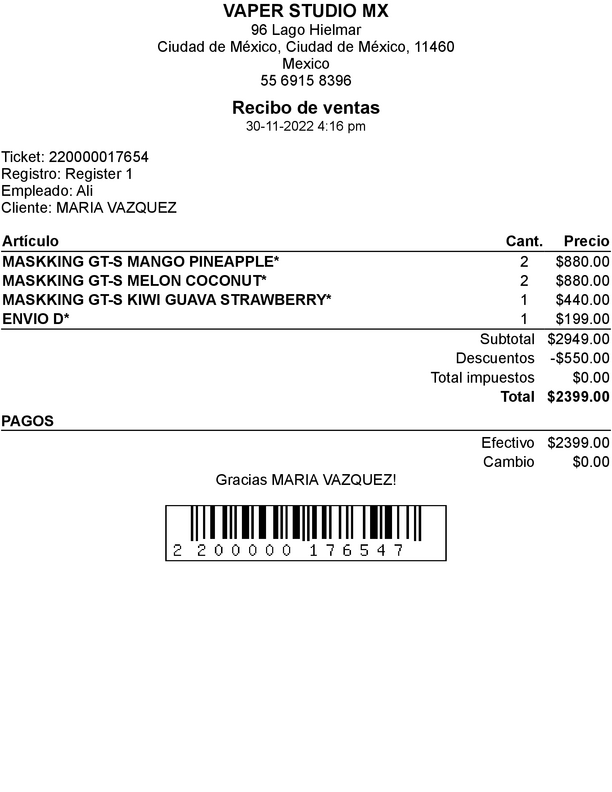 VAPER STUDIO MX
96 Lago Hielmar
Ciudad de México, Ciudad de México, 11460
Mexico
55 6915 8396
Recibo de ventas
30-11-2022 4:16 pm
Ticket: 220000017654
Registro: Register 1
Empleado: Ali
Cliente: MARIA VAZQUEZ
Artículo Cant. Precio
MASKKING GT-S MANGO PINEAPPLE* 2 $880.00
MASKKING GT-S MELON COCONUT* 2 $880.00
MASKKING GT-S KIWI GUAVA STRAWBERRY* 1 $440.00
ENVIO D* 1 $199.00
Subtotal $2949.00
Descuentos -$550.00
Total impuestos $0.00
Total $2399.00
PAGOS
Efectivo $2399.00
Cambio $0.00
Gracias MARIA VAZQUEZ!
2 200000 176547